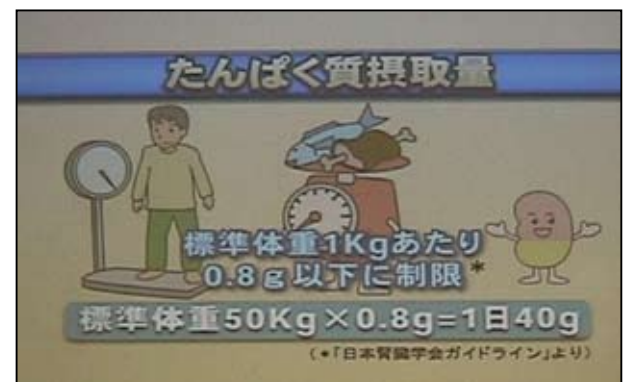 たんぱく質摂取量
標準体重1Kgあたり
0.8g以下に制限*
標準体重50Kg×0.8g=1日40g
(*「日本腎臓学会ガイドライン」より)